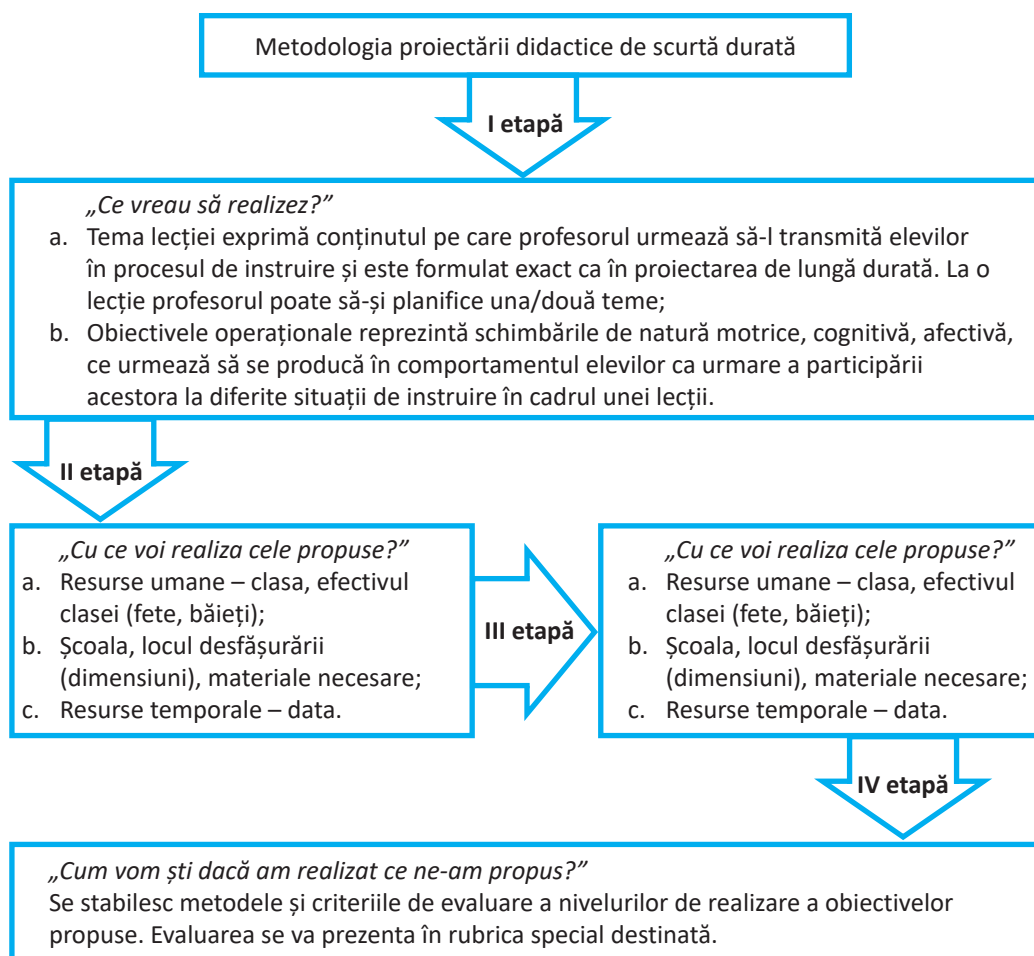 Metodologia proiectării didactice de scurtă durată
I etapă
„Ce vreau să realizez?”
a. Tema lecției exprimă conținutul pe care profesorul urmează să-l transmită elevilor
în procesul de instruire și este formulat exact ca în proiectarea de lungă durată. La o
lecție profesorul poate să-și planifice una/două teme;
b. Obiectivele operaționale reprezintă schimbările de natură motrice, cognitivă, afectivă,
ce urmează să se producă în comportamentul elevilor ca urmare a participării
acestora la diferite situații de instruire în cadrul unei lecții.
II etapă
„Cu ce voi realiza cele propuse?”
a. Resurse umane – clasa, efectivul
clasei (fete, băieți);
b. Școala, locul desfășurării
(dimensiuni), materiale necesare;
c. Resurse temporale – data.
III etapă
„Cu ce voi realiza cele propuse?”
a. Resurse umane – clasa, efectivul
clasei (fete, băieți);
b. Școala, locul desfășurării
(dimensiuni), materiale necesare;
c. Resurse temporale – data.
IV etapă
„Cum vom ști dacă am realizat ce ne-am propus?”
Se stabilesc metodele și criteriile de evaluare a nivelurilor de realizare a obiectivelor
propuse. Evaluarea se va prezenta în rubrica special destinată.